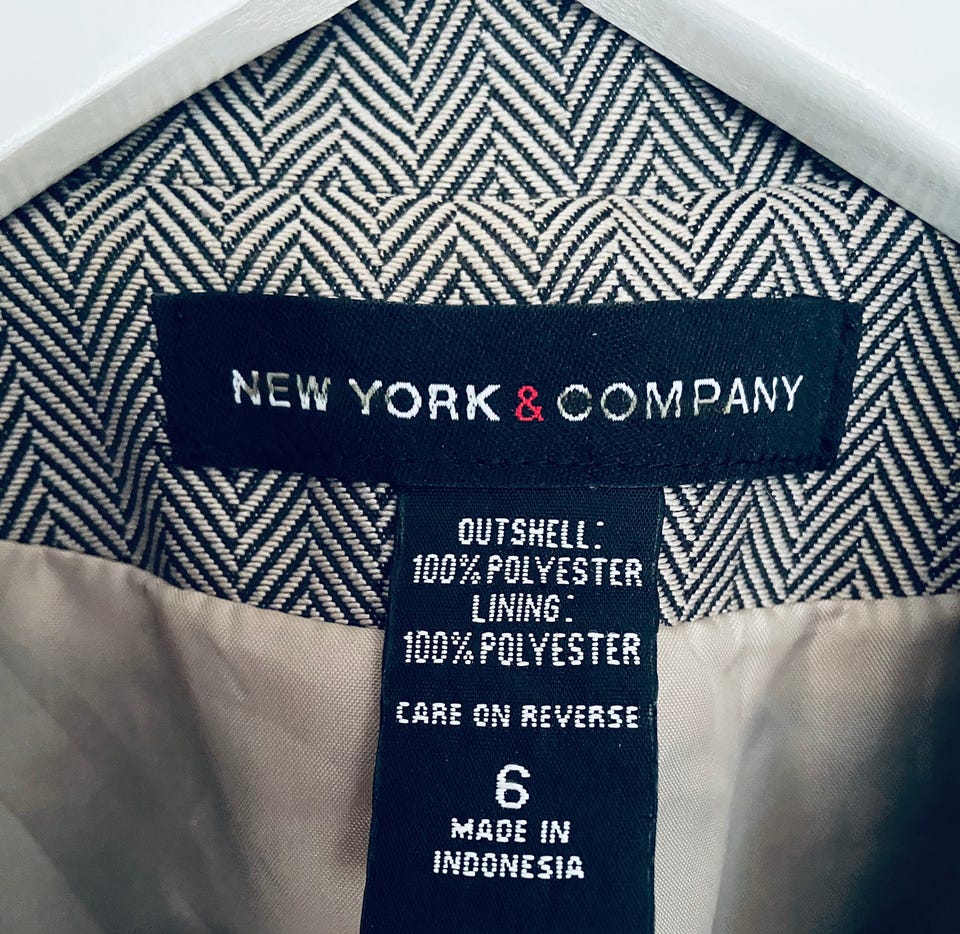 NEW YORK & COMPANY
OUTSHELL:
100% POLYESTER
LINING:
100% POLYESTER
CARE ON REVERSE
6
MADE IN
INDONESIA